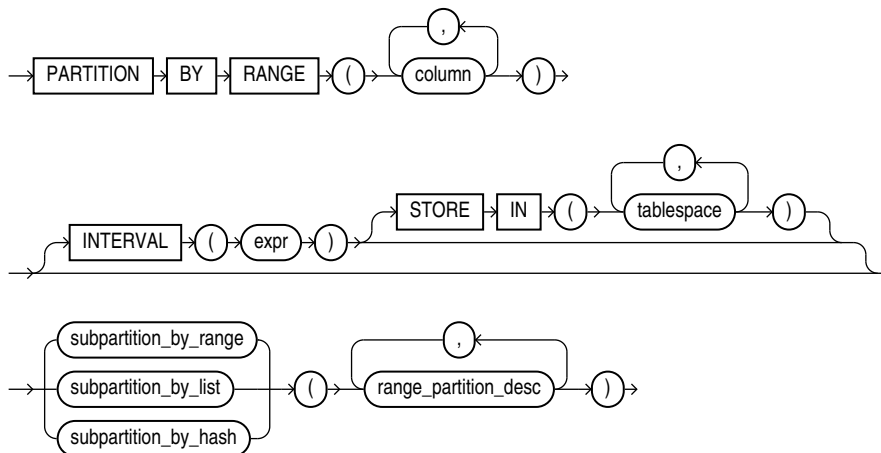 ,
PARTITION BY RANGE ( column )
,
STORE IN ( tablespace )
INTERVAL ( expr )
subpartition_by_range
,
subpartition_by_list ( range_partition_desc )
subpartition_by_hash